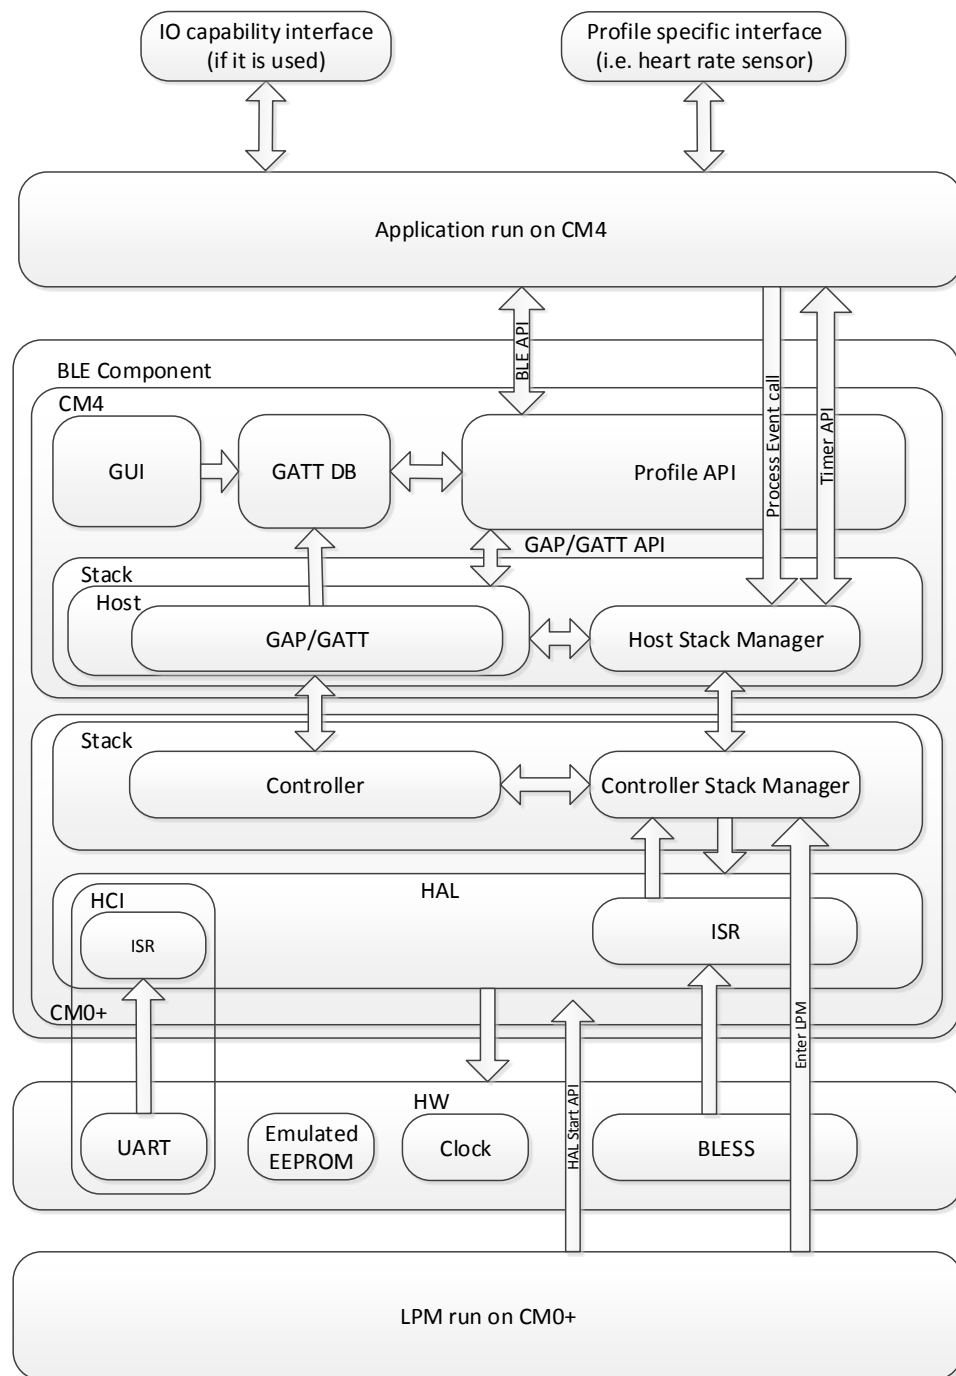 IO capability interface
(if it is used)
Profile specific interface
(i.e. heart rate sensor)
Application run on CM4
BLE API
Process Event call
Timer API
BLE Component
CM4
GUI
GATT DB
Profile API
GAP/GATT API
Stack
Host
GAP/GATT
Host Stack Manager
Stack
Controller
Controller Stack Manager
HAL
HCI
ISR
ISR
CM0+
HAL Start API
Enter LPM
HW
UART
Emulated
EEPROM
Clock
BLESS
LPM run on CM0+